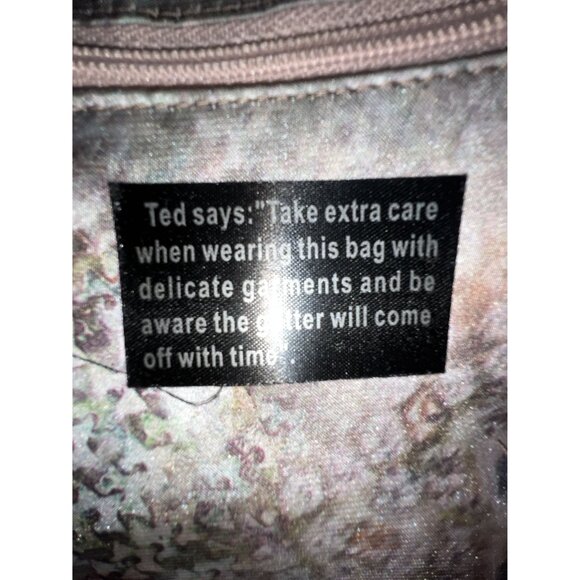 Ted says:"Take extra care
when wearing this bag with
delicate garments and be
aware the glitter will come
off with time".